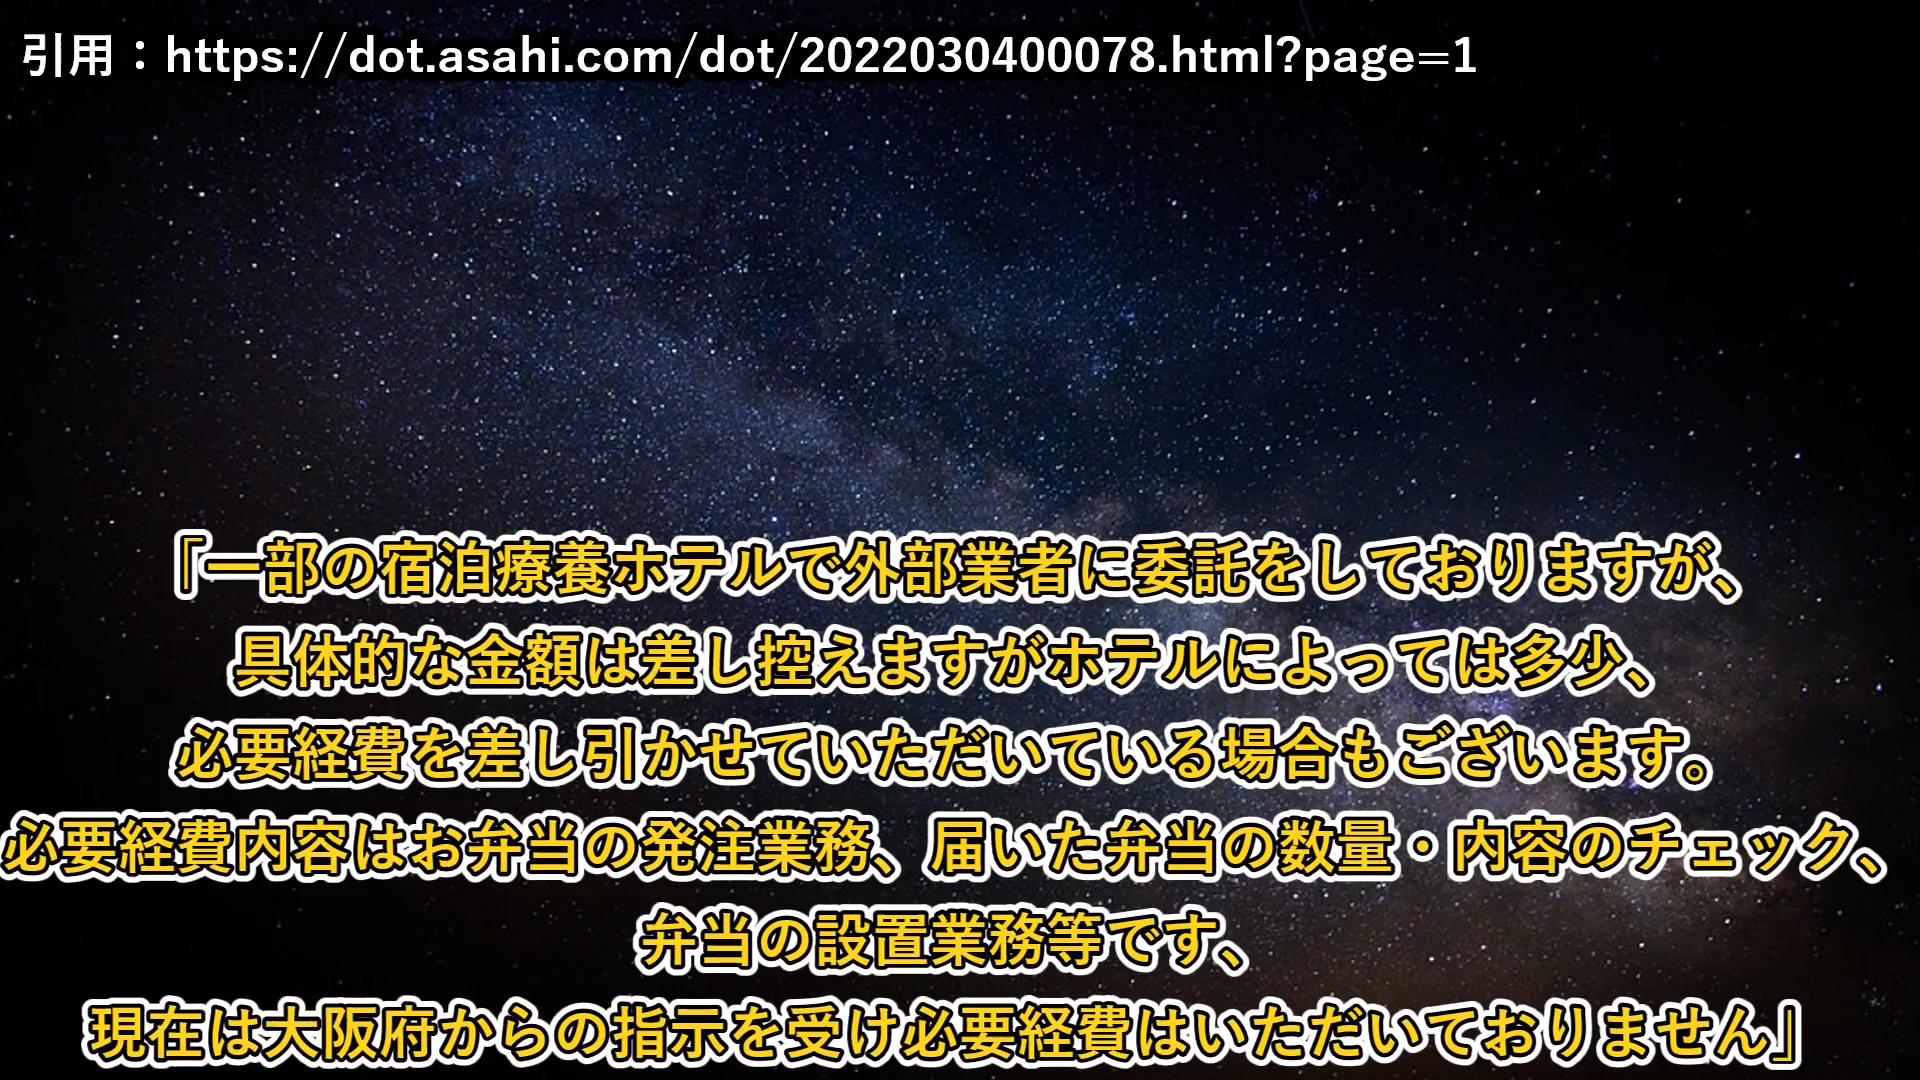 引用：https://dot.asahi.com/dot/2022030400078.html?page=1
「一部の宿泊療養ホテルで外部業者に委託をしておりますが、
具体的な金額は差し控えますがホテルによっては多少、
必要経費を差し引かせていただいている場合もございます。
必要経費内容はお弁当の発注業務、届いた弁当の数量・内容のチェック、
弁当の設置業務等です、
現在は大阪府からの指示を受け必要経費はいただいておりません」